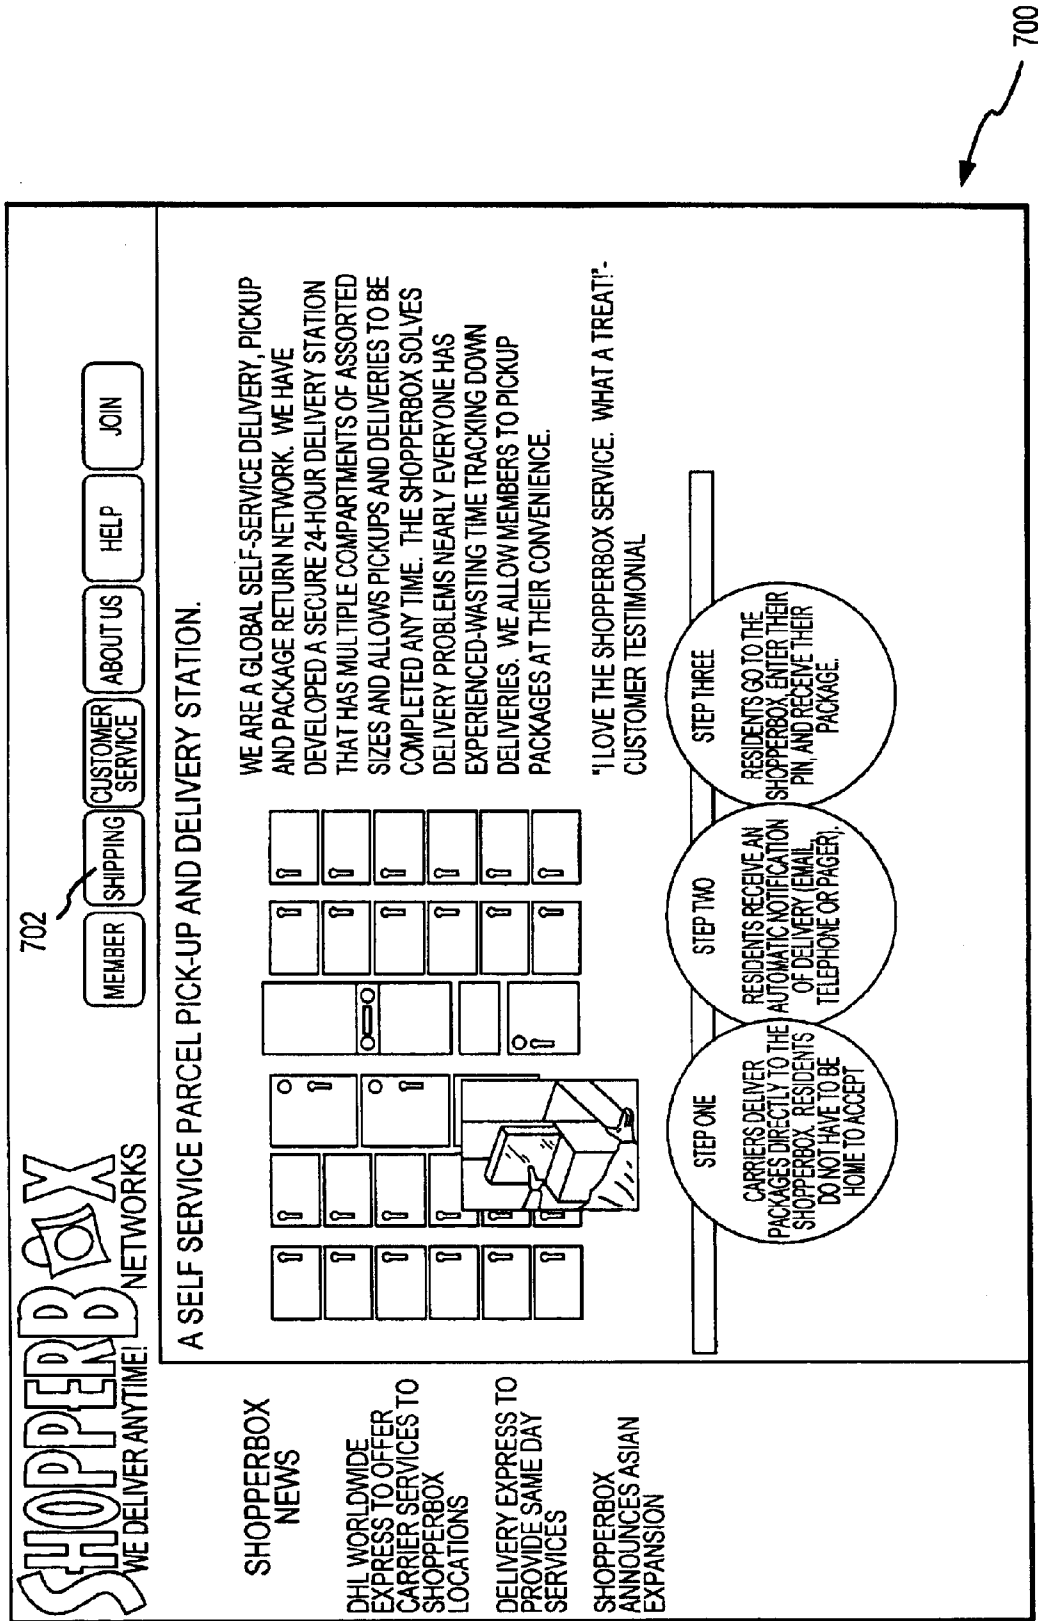 SHOPPERBOX
NETWORKS
WE DELIVER ANYTIME!
702
MEMBER
SHIPPING
CUSTOMER
SERVICE
ABOUT US
HELP
JOIN
SHOPPERBOX
NEWS
DHL WORLDWIDE
EXPRESS TO OFFER
CARRIER SERVICES TO
SHOPPERBOX
LOCATIONS
DELIVERY EXPRESS TO
PROVIDE SAME DAY
SERVICES
SHOPPERBOX
ANNOUNCES ASIAN
EXPANSION
A SELF SERVICE PARCEL PICK-UP AND DELIVERY STATION.
WE ARE A GLOBAL SELF-SERVICE DELIVERY, PICKUP
AND PACKAGE RETURN NETWORK. WE HAVE
DEVELOPED A SECURE 24-HOUR DELIVERY STATION
THAT HAS MULTIPLE COMPARTMENTS OF ASSORTED
SIZES AND ALLOWS PICKUPS AND DELIVERIES TO BE
COMPLETED ANY TIME. THE SHOPPERBOX SOLVES
DELIVERY PROBLEMS NEARLY EVERYONE HAS
EXPERIENCED-WASTING TIME TRACKING DOWN
DELIVERIES. WE ALLOW MEMBERS TO PICKUP
PACKAGES AT THEIR CONVENIENCE.
"I LOVE THE SHOPPERBOX SERVICE. WHAT A TREAT!"-
CUSTOMER TESTIMONIAL
STEP ONE
CARRIERS DELIVER
PACKAGES DIRECTLY TO THE
SHOPPERBOX. RESIDENTS
DO NOT HAVE TO BE
HOME TO ACCEPT
STEP TWO
RESIDENTS RECEIVE AN
AUTOMATIC NOTIFICATION
OF DELIVERY (EMAIL,
TELEPHONE OR PAGER).
STEP THREE
RESIDENTS GO TO THE
SHOPPERBOX, ENTER THEIR
PIN, AND RECEIVE THEIR
PACKAGE.
700